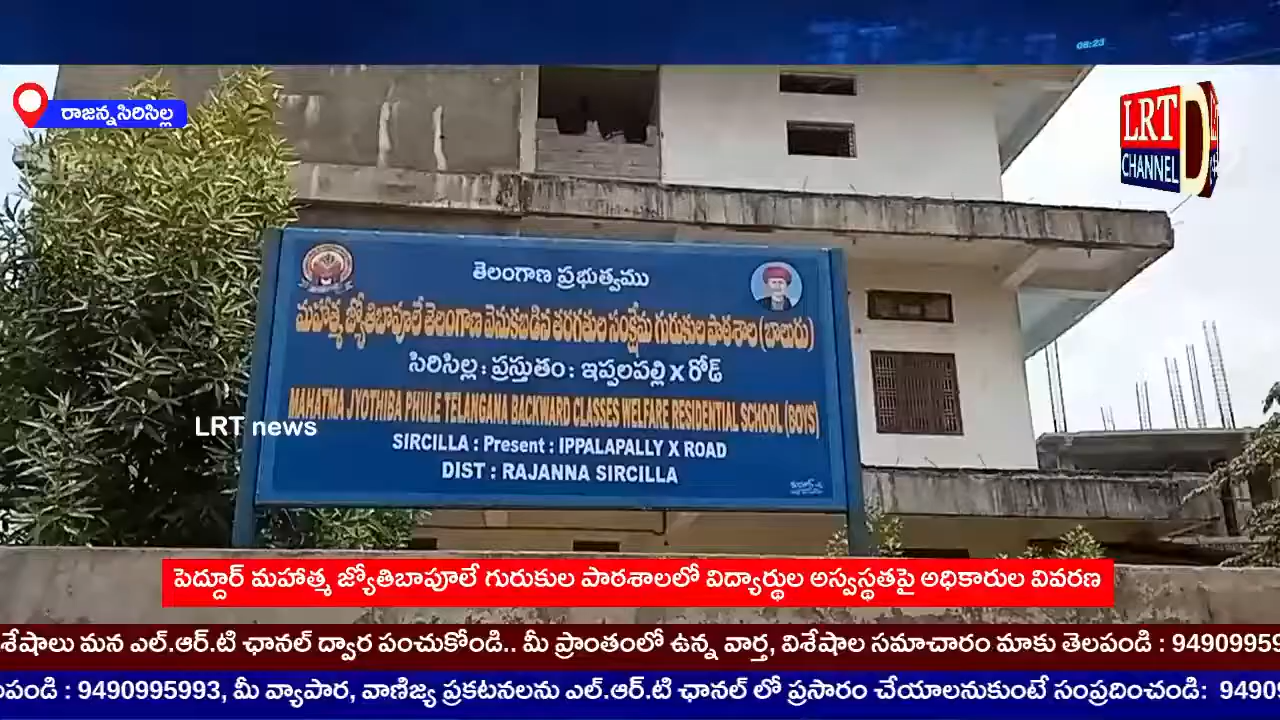 08:23
రాజన్నసిరిసిల్ల
LRT
CHANNEL
తెలంగాణ ప్రభుత్వము
మహాత్మ జ్యోతిబాపూలే తెలంగాణ వెనుకబడిన తరగతుల సంక్షేమ గురుకుల పాఠశాల (బాలురు)
సిరిసిల్ల : ప్రస్తుతం : ఇప్పలపల్లి x రోడ్
MAHATMA JYOTHIBA PHULE TELANGANA BACKWARD CLASSES WELFARE RESIDENTIAL SCHOOL (BOYS)
LRT news
SIRCILLA : Present : IPPALAPALLY X ROAD
DIST : RAJANNA SIRCILLA
పెద్దూర్ మహాత్మ జ్యోతిబాపూలే గురుకుల పాఠశాలలో విద్యార్థుల అస్వస్థతపై అధికారుల వివరణ
శేషాలు మన ఎల్.ఆర్.టి ఛానల్ ద్వార పంచుకోండి.. మీ ప్రాంతంలో ఉన్న వార్త, విశేషాల సమాచారం మాకు తెలపండి : 94909959
లపండి : 9490995993, మీ వ్యాపార, వాణిజ్య ప్రకటనలను ఎల్.ఆర్.టి ఛానల్ లో ప్రసారం చేయాలనుకుంటే సంప్రదించండి: 9490